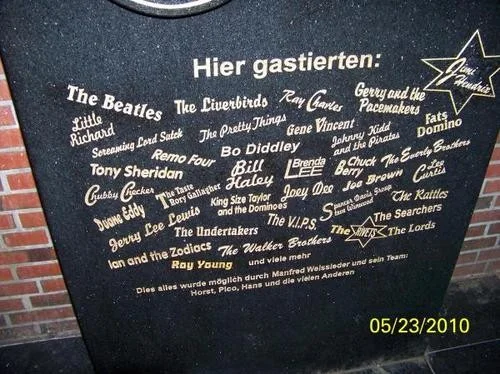 Hier gastierten:
Jimi Hendrix
The Beatles The Liverbirds Ray Charles Gerry and the Pacemakers
Little Richard Screaming Lord Sutch The Pretty Things Gene Vincent Johnny Kidd and the Pirates Fats Domino
Remo Four Bo Diddley
Tony Sheridan Bill Haley Brenda Lee Chuck Berry The Everly Brothers
Chubby Checker The Taste Rory Gallagher King Size Taylor and the Dominoes Joey Dee Joe Brown Lee Curtis
Duane Eddy Spencer Davis Group The Rattles
Jerry Lee Lewis The Undertakers The V.I.P.S. The Searchers
Ian and the Zodiacs The Walker Brothers The The Lords
Roy Young und viele mehr
Dies alles wurde möglich durch Manfred Weissleder und sein Team:
Horst, Pico, Hans und die vielen Anderen
05/23/2010